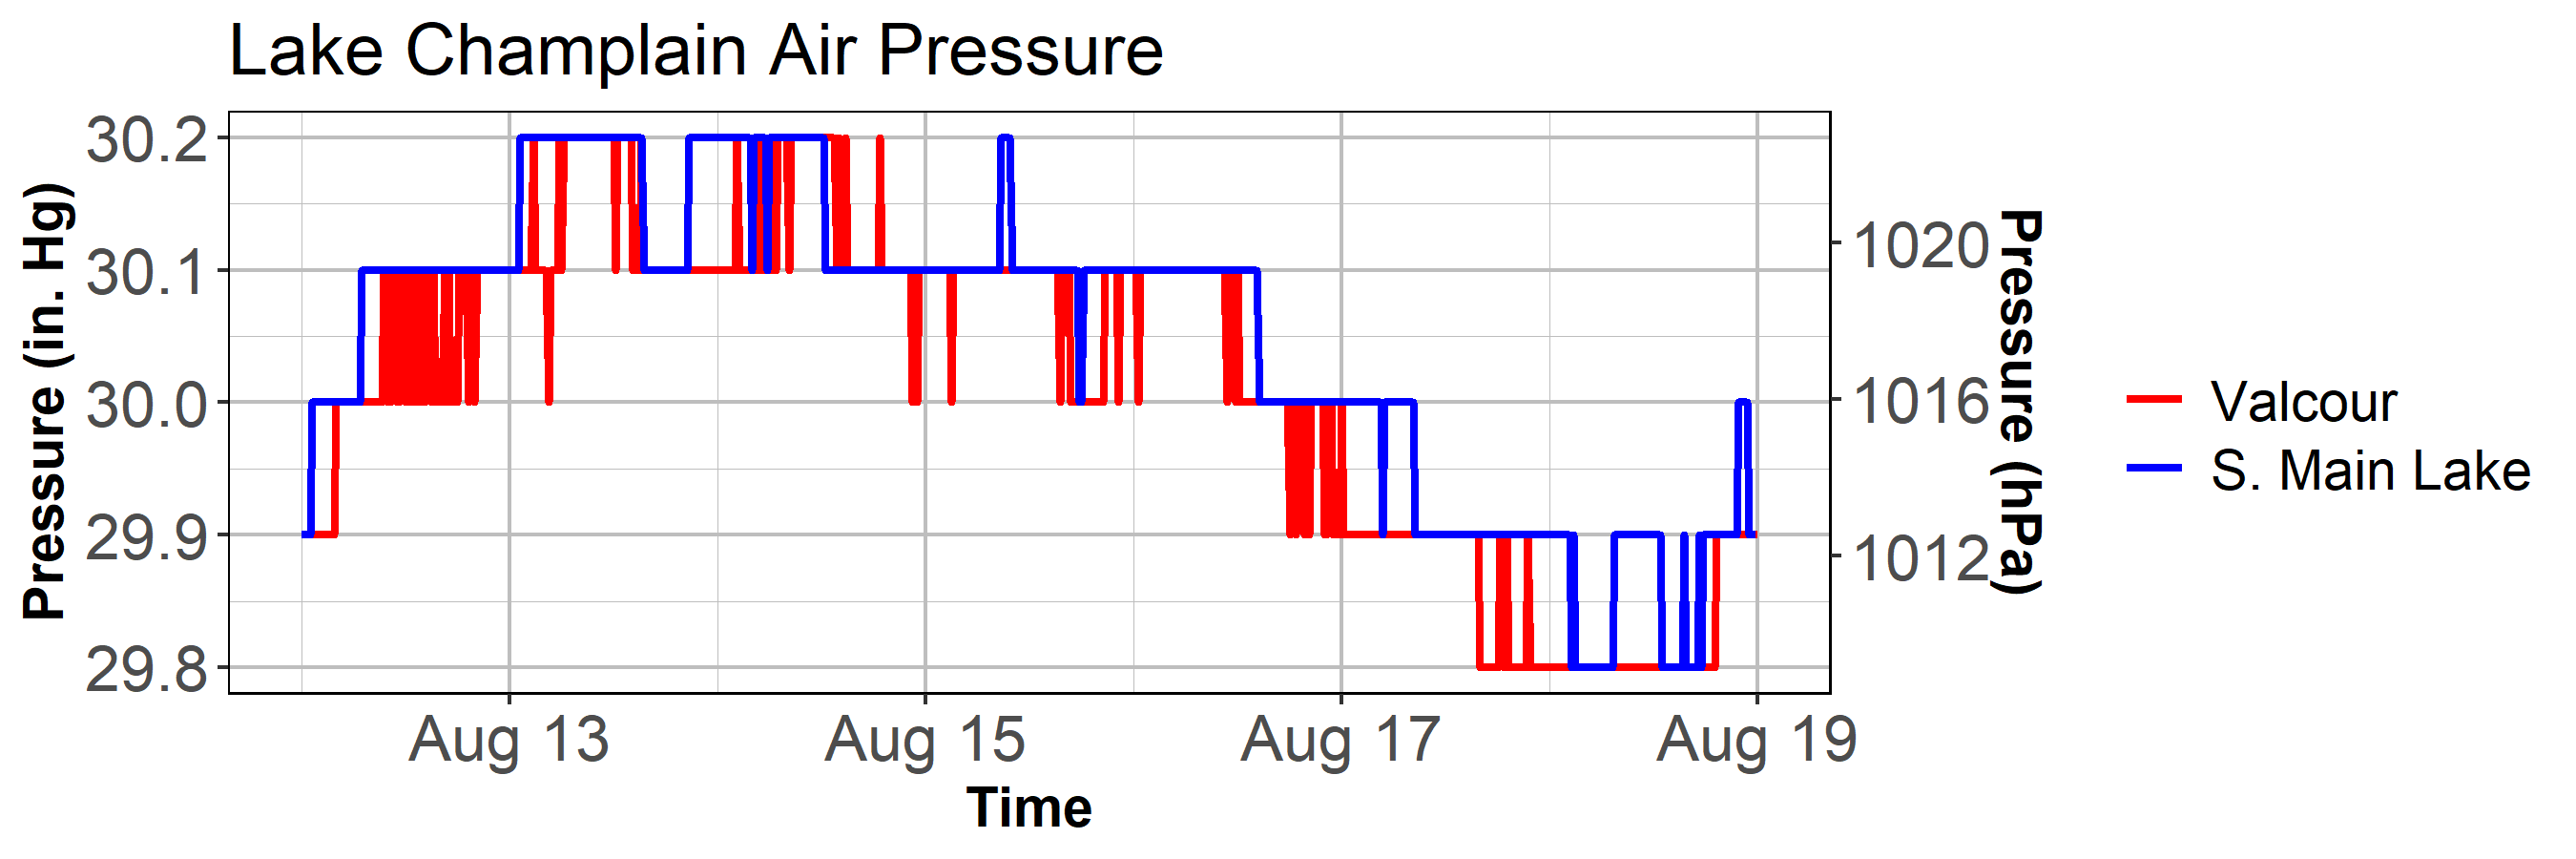 Lake Champlain Air Pressure
Pressure (in. Hg)
30.2
30.1
30.0
29.9
29.8
1020
1016
1012
Pressure (hPa)
Valcour
S. Main Lake
Aug 13 Aug 15 Aug 17 Aug 19
Time